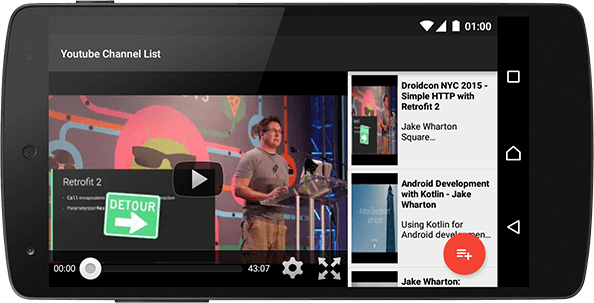 01:00
Youtube Channel List
Retrofit 2
DETOUR
00:00
43:07
Droidcon NYC 2015 -
Simple HTTP with
Retrofit 2
Jake Wharton
Square...
Android Development
with Kotlin - Jake
Wharton
Using Kotlin for
Android developmen...
Jake Wharton: